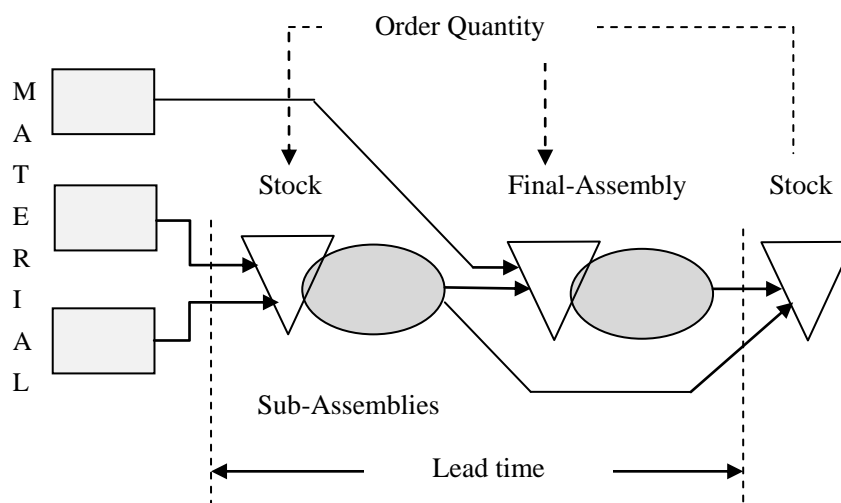 Order Quantity
M
A
T
E
R
I
A
L
Stock
Final-Assembly
Stock
Sub-Assemblies
Lead time